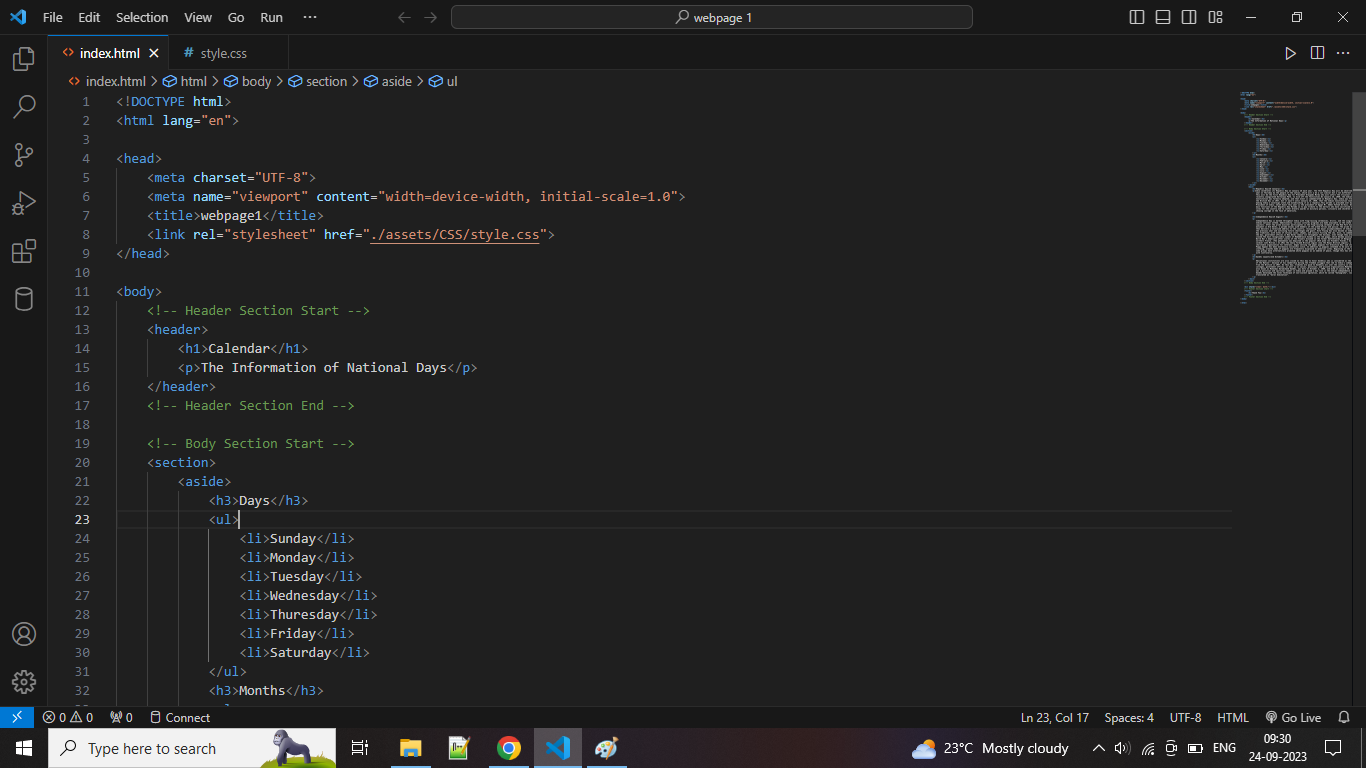 File Edit Selection View Go Run ···
webpage 1
index.html
style.css
index.html > html > body > section > aside > ul
1 <!DOCTYPE html>
2 <html lang="en">
3
4 <head>
5 <meta charset="UTF-8">
6 <meta name="viewport" content="width=device-width, initial-scale=1.0">
7 <title>webpage1</title>
8 <link rel="stylesheet" href="./assets/CSS/style.css">
9 </head>
10
11 <body>
12 <!-- Header Section Start -->
13 <header>
14 <h1>Calendar</h1>
15 <p>The Information of National Days</p>
16 </header>
17 <!-- Header Section End -->
18
19 <!-- Body Section Start -->
20 <section>
21 <aside>
22 <h3>Days</h3>
23 <ul>
24 <li>Sunday</li>
25 <li>Monday</li>
26 <li>Tuesday</li>
27 <li>Wednesday</li>
28 <li>Thuresday</li>
29 <li>Friday</li>
30 <li>Saturday</li>
31 </ul>
32 <h3>Months</h3>
0 0 0 Connect
Ln 23, Col 17 Spaces: 4 UTF-8 HTML Go Live
Type here to search
23°C Mostly cloudy
ENG
09:30
24-09-2023